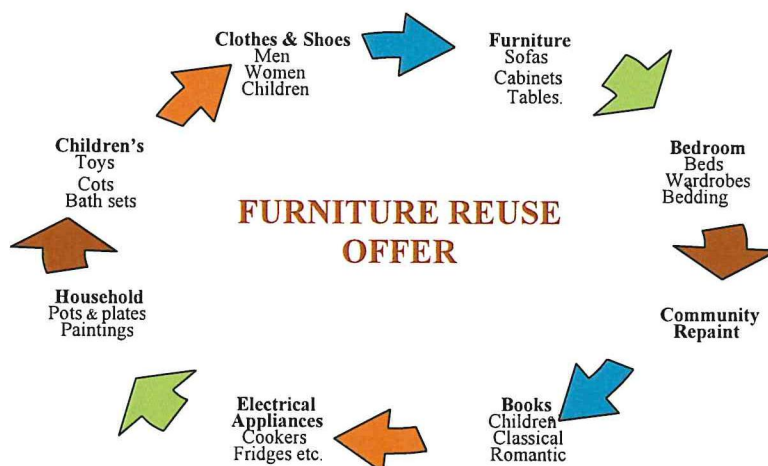 Clothes & Shoes
Men
Women
Children
Furniture
Sofas
Cabinets
Tables.
Bedroom
Beds
Wardrobes
Bedding
Community
Repaint
Books
Children
Classical
Romantic
Electrical
Appliances
Cookers
Fridges etc.
Household
Pots & plates
Paintings
Children's
Toys
Cots
Bath sets
FURNITURE REUSE
OFFER